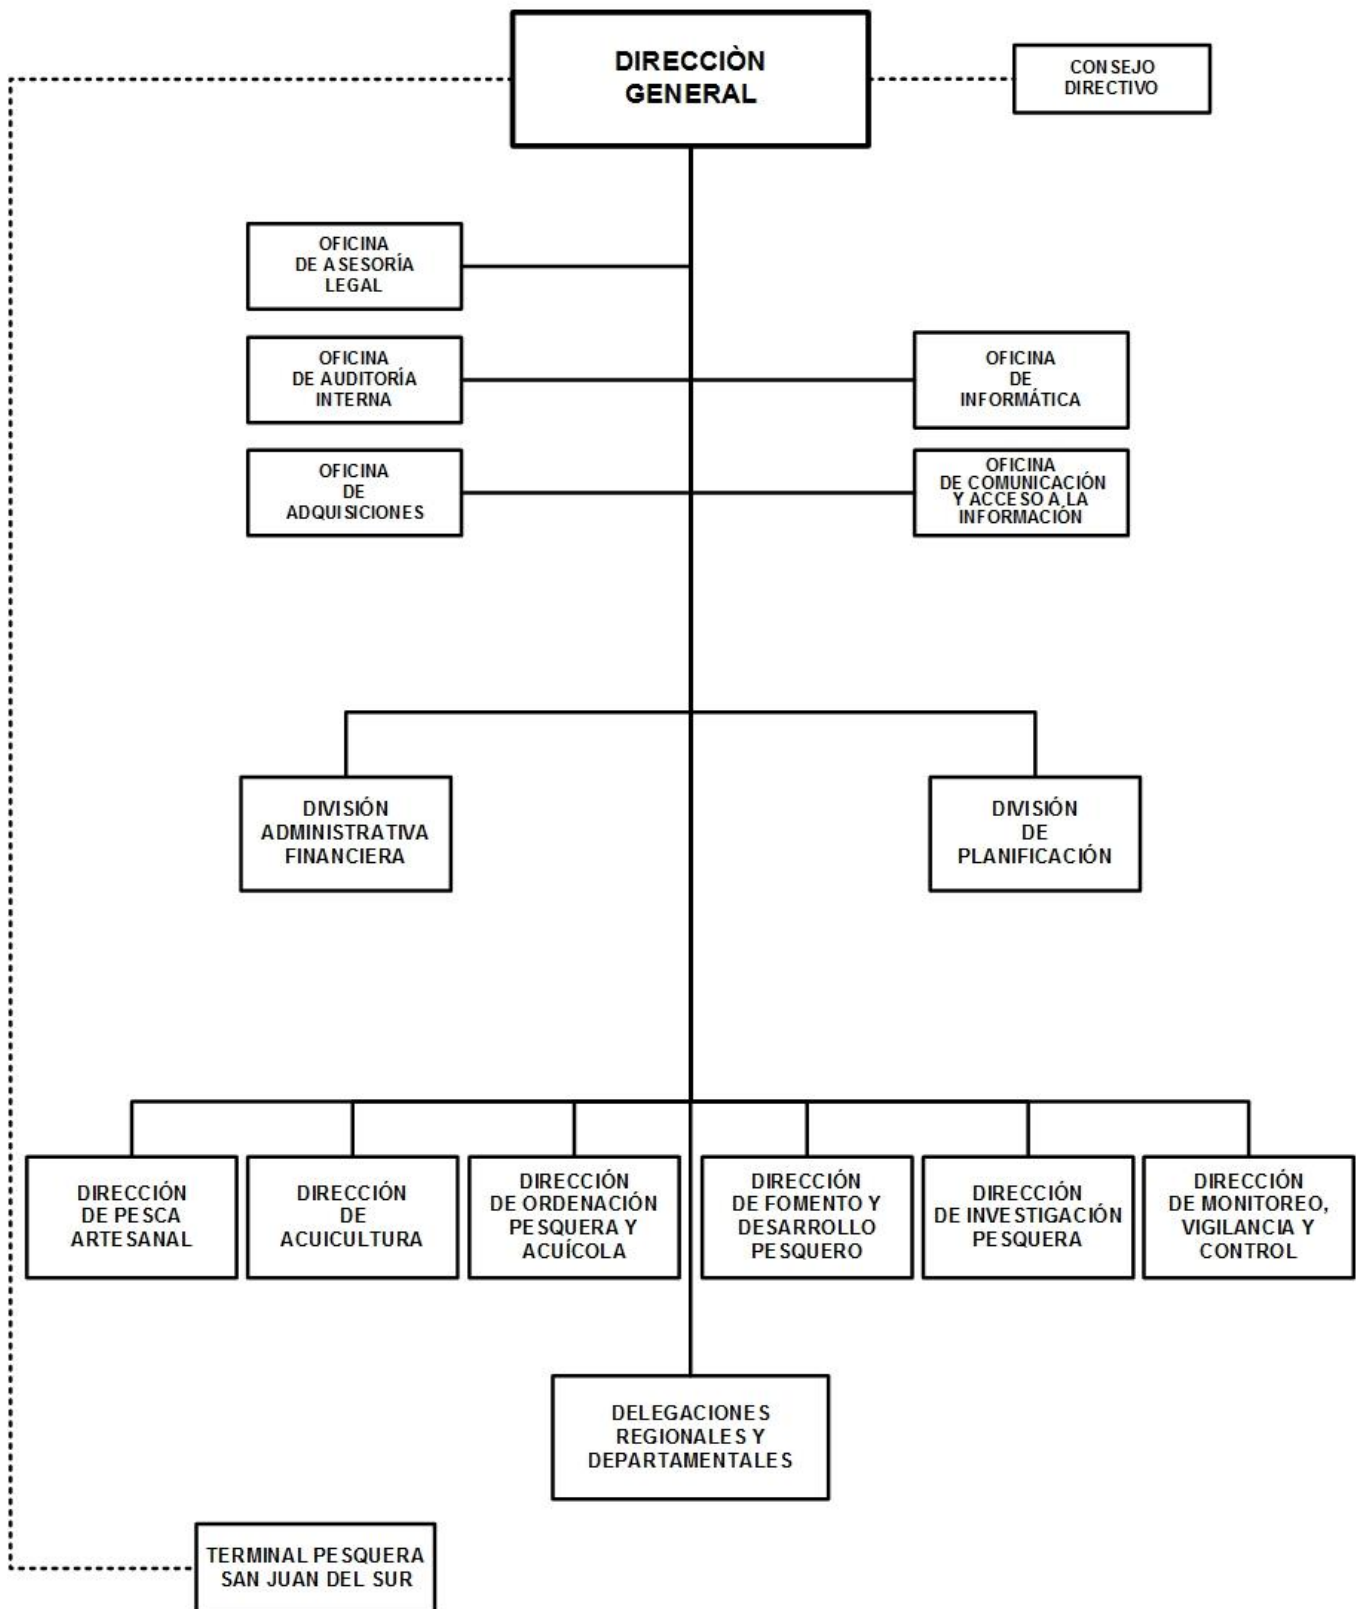 DIRECCIÒN
GENERAL
CONSEJO
DIRECTIVO
OFICINA
DE ASESORÍA
LEGAL
OFICINA
DE AUDITORÍA
INTERNA
OFICINA
DE
INFORMÁTICA
OFICINA
DE
ADQUISICIONES
OFICINA
DE COMUNICACIÓN
Y ACCESO A LA
INFORMACIÓN
DIVISIÓN
ADMINISTRATIVA
FINANCIERA
DIVISIÓN
DE
PLANIFICACIÓN
DIRECCIÓN
DE PESCA
ARTESANAL
DIRECCIÓN
DE
ACUICULTURA
DIRECCIÓN
DE ORDENACIÓN
PESQUERA Y
ACUÍCOLA
DIRECCIÓN
DE FOMENTO Y
DESARROLLO
PESQUERO
DIRECCIÓN
DE INVESTIGACIÓN
PESQUERA
DIRECCIÓN
DE MONITOREO,
VIGILANCIA Y
CONTROL
DELEGACIONES
REGIONALES Y
DEPARTAMENTALES
TERMINAL PESQUERA
SAN JUAN DEL SUR